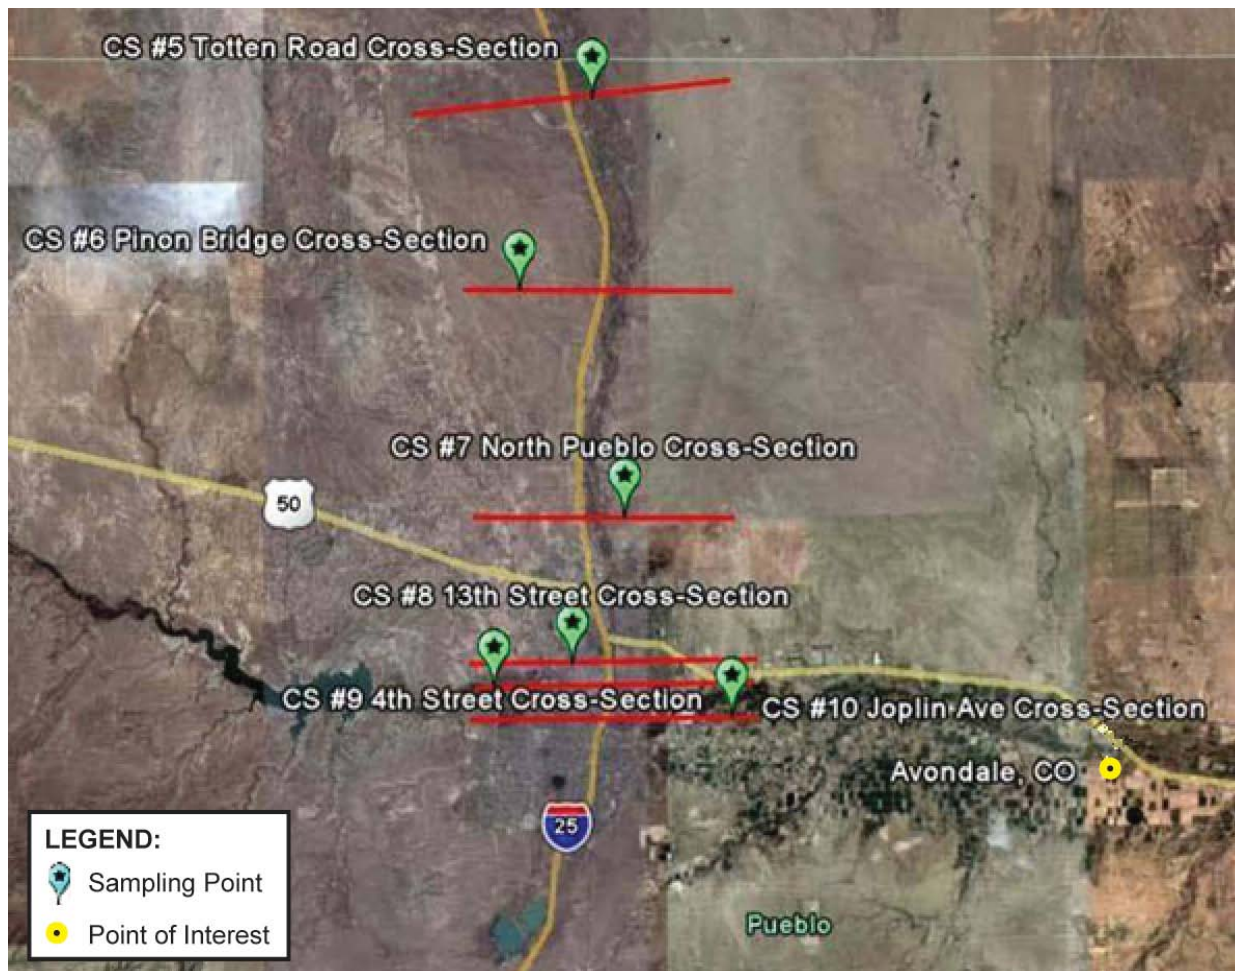 CS #5 Totten Road Cross-Section
CS #6 Pinon Bridge Cross-Section
CS #7 North Pueblo Cross-Section
50
CS #8 13th Street Cross-Section
CS #9 4th Street Cross-Section
CS #10 Joplin Ave Cross-Section
Avondale, CO
25
LEGEND:
Sampling Point
Point of Interest
Pueblo